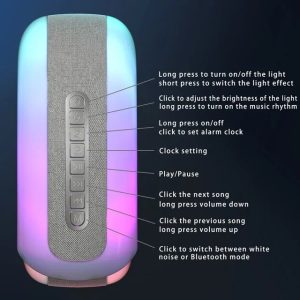 Long press to turn on/off the light
short press to switch the light effect
Click to adjust the brightness of the light
long press to turn on the music rhythm
Long press on/off
click to set alarm clock
Clock setting
Play/Pause
Click the next song
long press volume down
Click the previous song
long press volume up
Click to switch between white
noise or Bluetooth mode